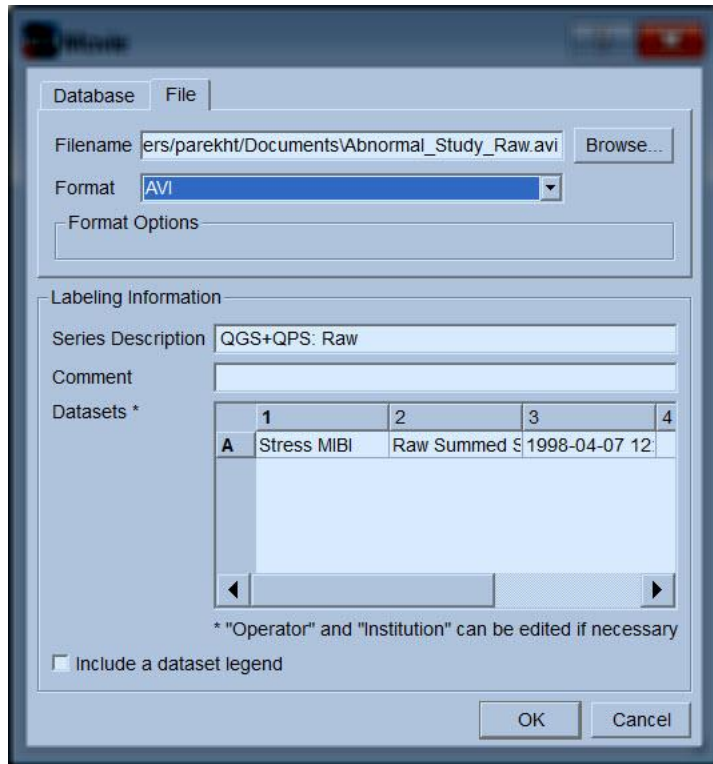 Movie
Database File
Filename ers/parekht/Documents\Abnormal_Study_Raw.avi Browse...
Format AVI
Format Options
Labeling Information
Series Description QGS+QPS: Raw
Comment
Datasets *
1 2 3 4
A Stress MIBI Raw Summed S 1998-04-07 12:
* "Operator" and "Institution" can be edited if necessary
Include a dataset legend
OK Cancel